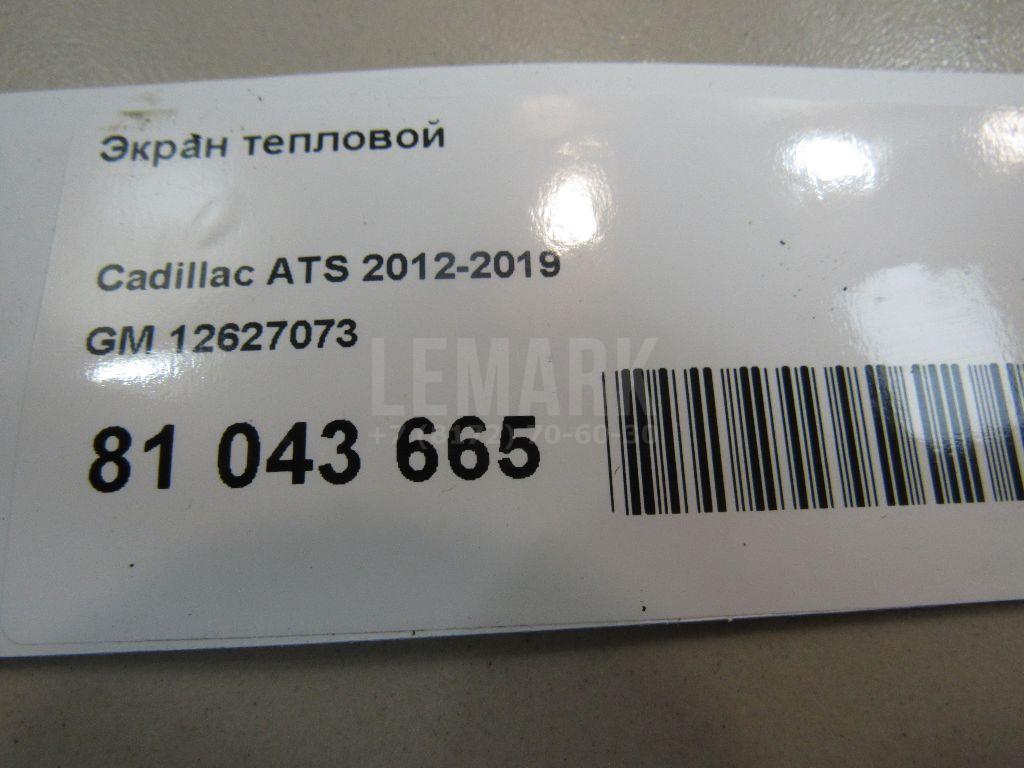 Экран тепловой
Cadillac ATS 2012-2019
GM 12627073
LEMARK
81 043 665